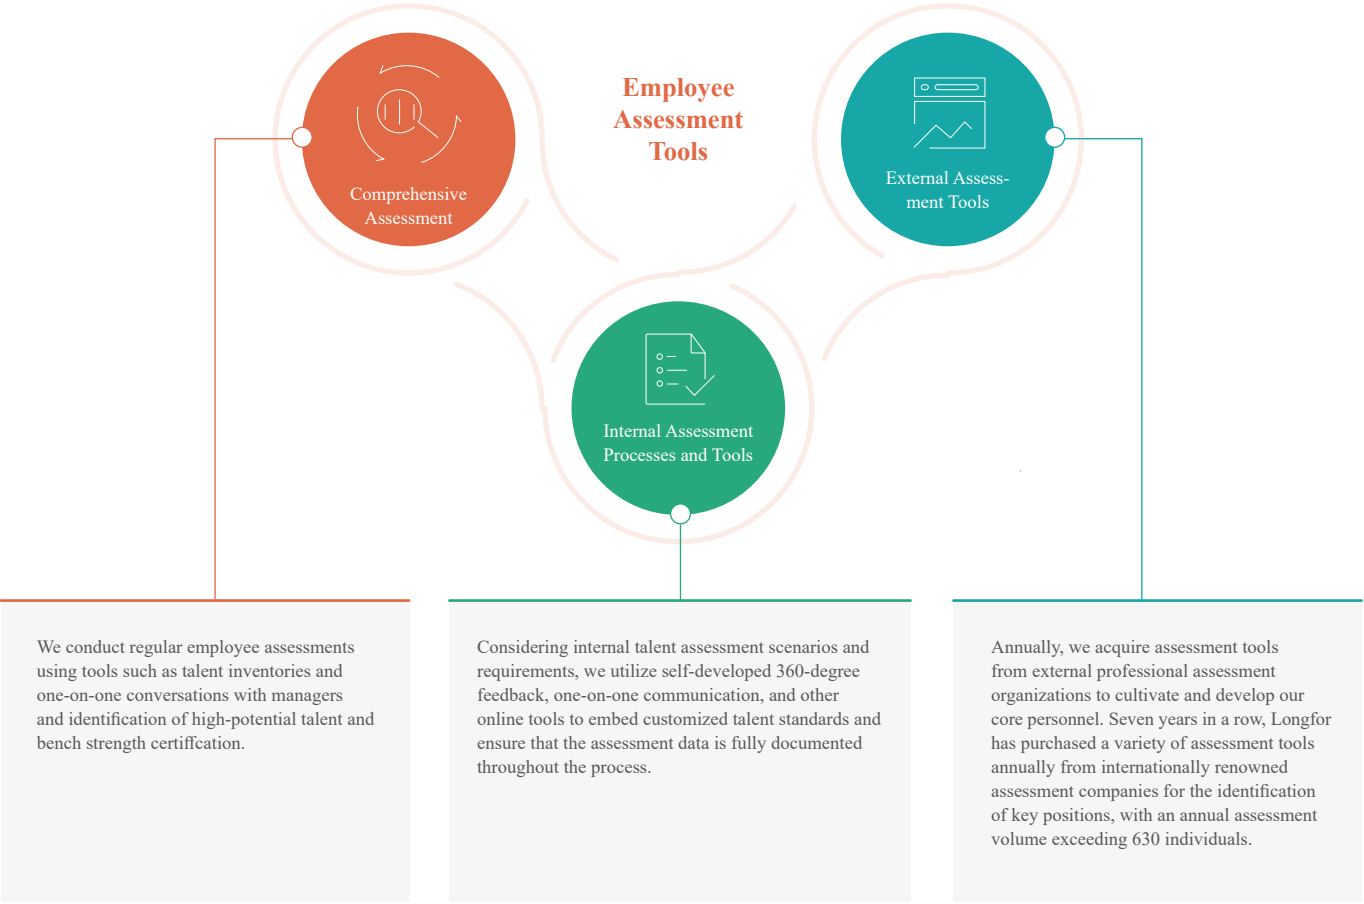 Employee
Assessment
Tools
Comprehensive
Assessment
External Assess-
ment Tools
Internal Assessment
Processes and Tools
We conduct regular employee assessments
using tools such as talent inventories and
one-on-one conversations with managers
and identification of high-potential talent and
bench strength certiffcation.
Considering internal talent assessment scenarios and
requirements, we utilize self-developed 360-degree
feedback, one-on-one communication, and other
online tools to embed customized talent standards and
ensure that the assessment data is fully documented
throughout the process.
Annually, we acquire assessment tools
from external professional assessment
organizations to cultivate and develop our
core personnel. Seven years in a row, Longfor
has purchased a variety of assessment tools
annually from internationally renowned
assessment companies for the identification
of key positions, with an annual assessment
volume exceeding 630 individuals.